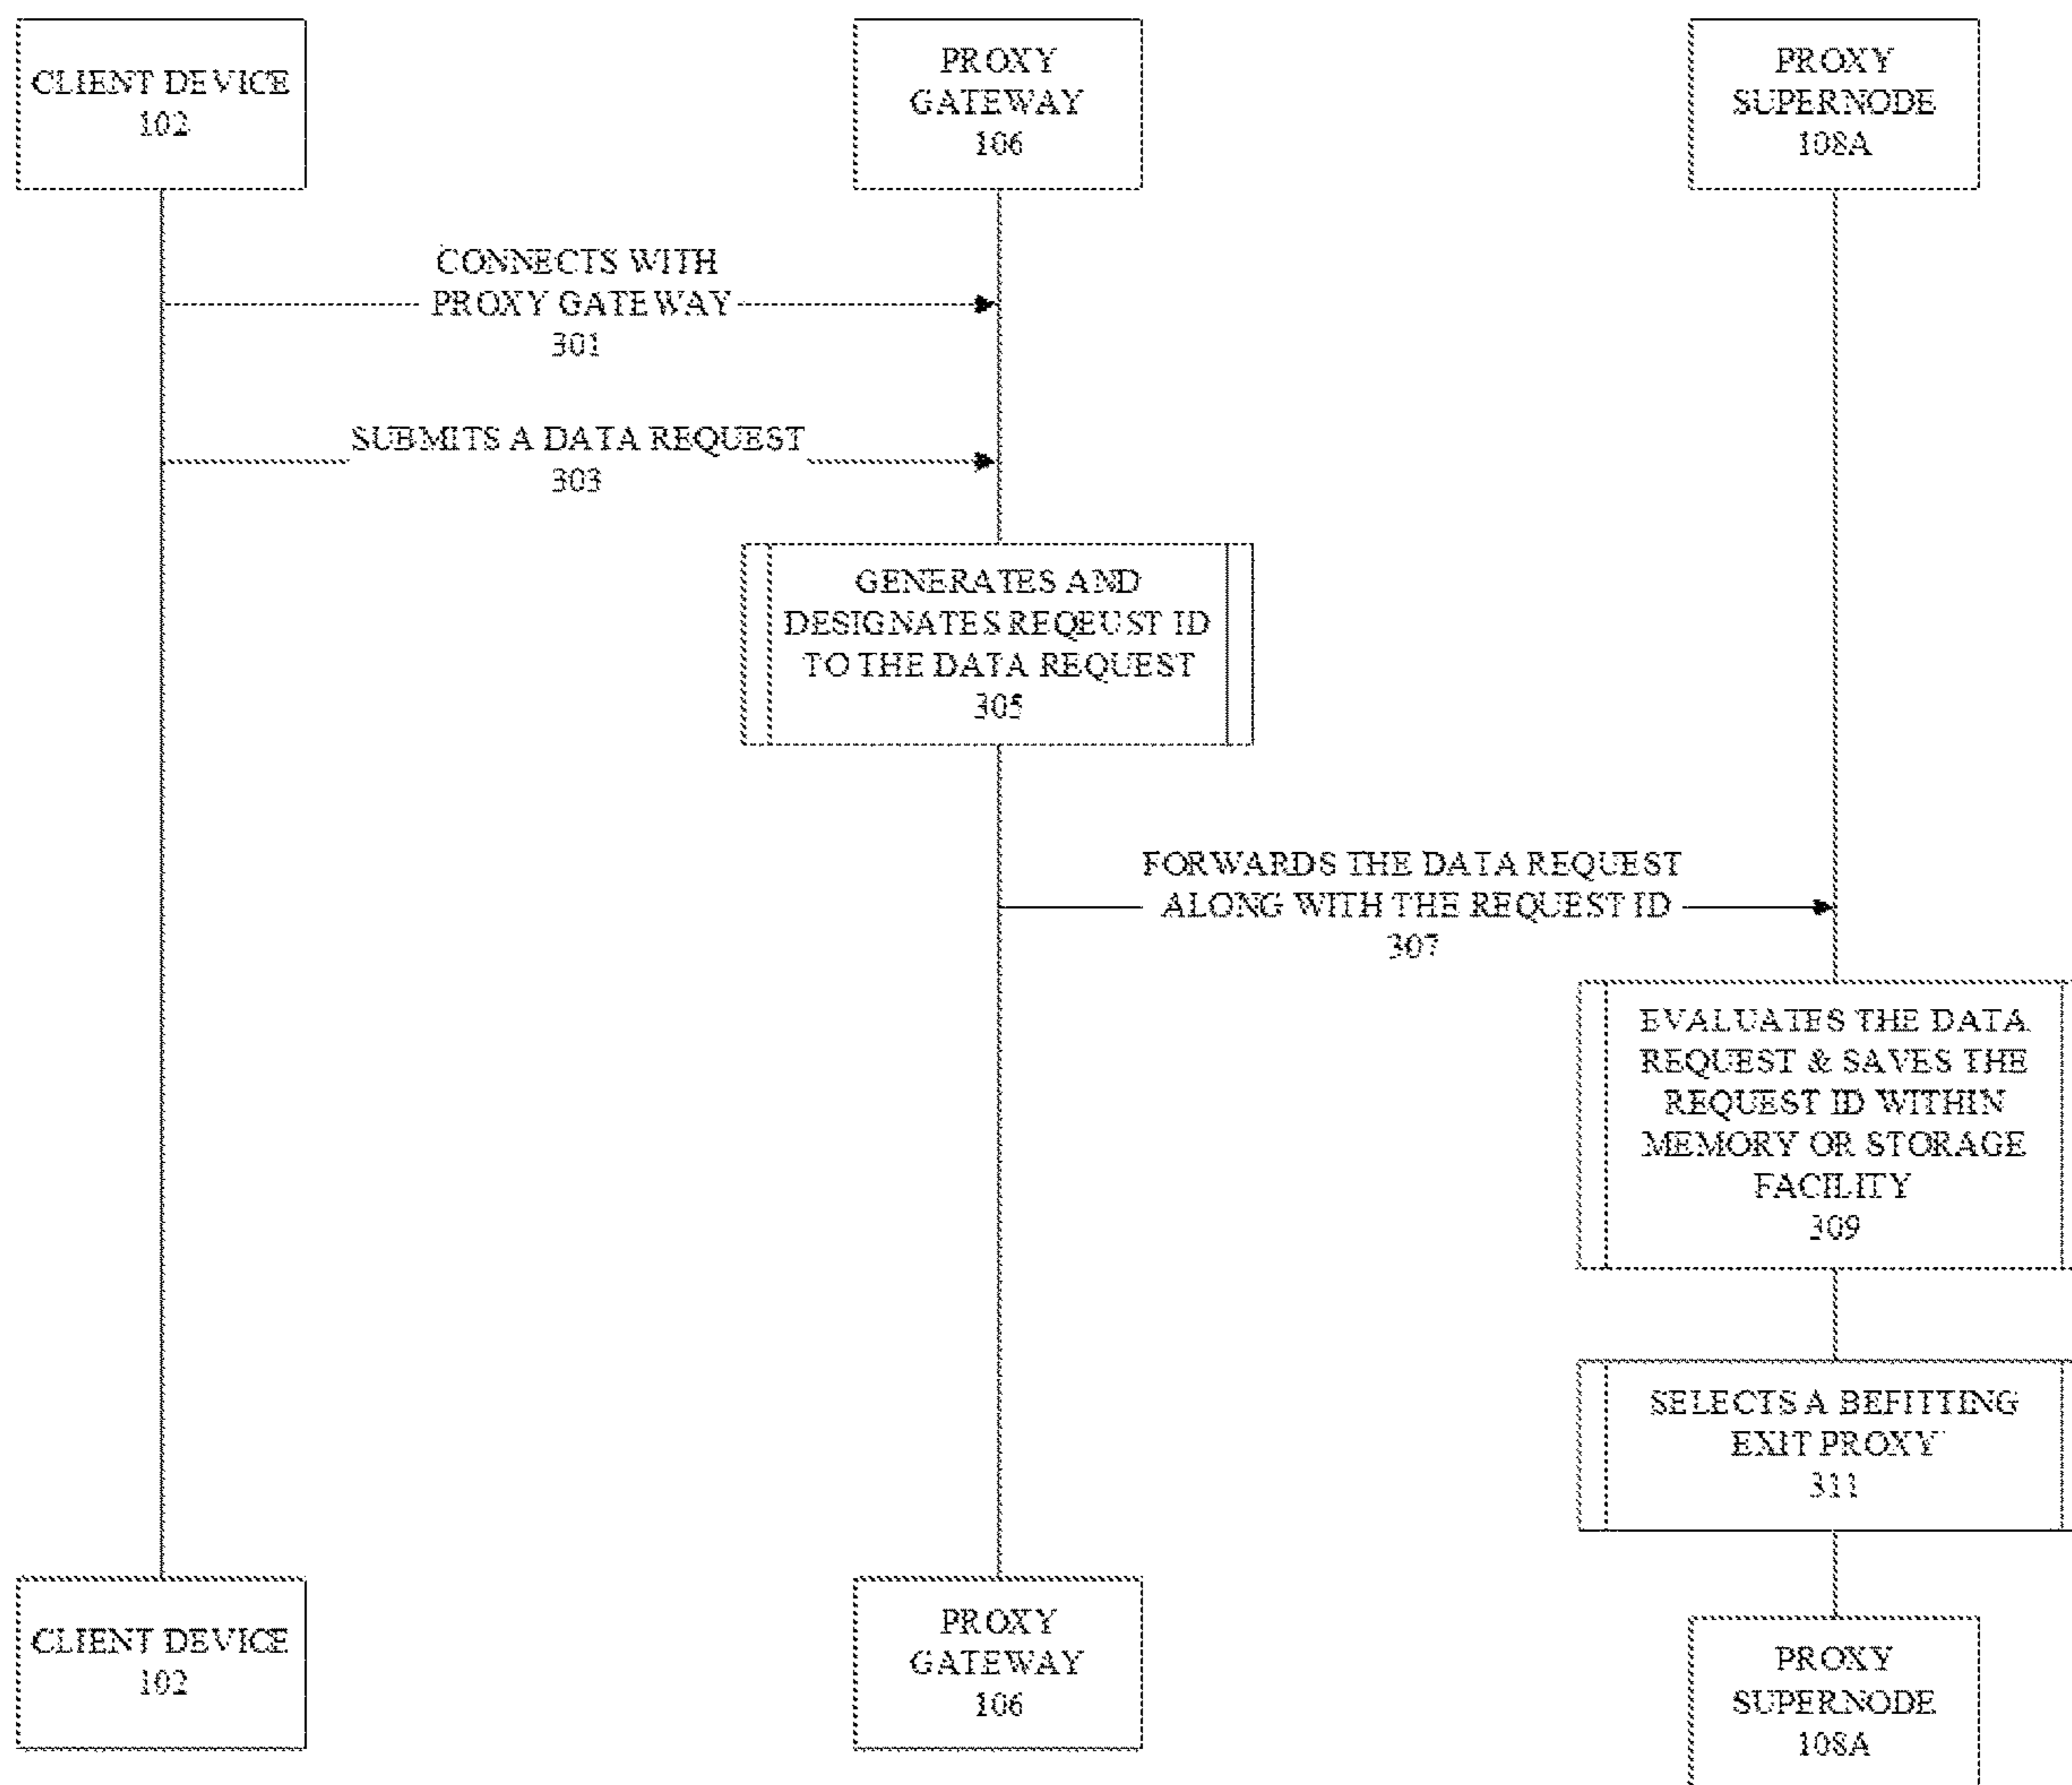 CLIENT DEVICE
102
PROXY
GATEWAY
106
PROXY
SUPERNODE
108A
CONNECTS WITH
PROXY GATEWAY
301
SUBMITS A DATA REQUEST
303
GENERATES AND
DESIGNATES REQEUST ID
TO THE DATA REQUEST
305
FORWARDS THE DATA REQUEST
ALONG WITH THE REQUEST ID
307
EVALUATES THE DATA
REQUEST & SAVES THE
REQUEST ID WITHIN
MEMORY OR STORAGE
FACILITY
309
SELECTS A BEFITTING
EXIT PROXY
311
CLIENT DEVICE
102
PROXY
GATEWAY
106
PROXY
SUPERNODE
108A